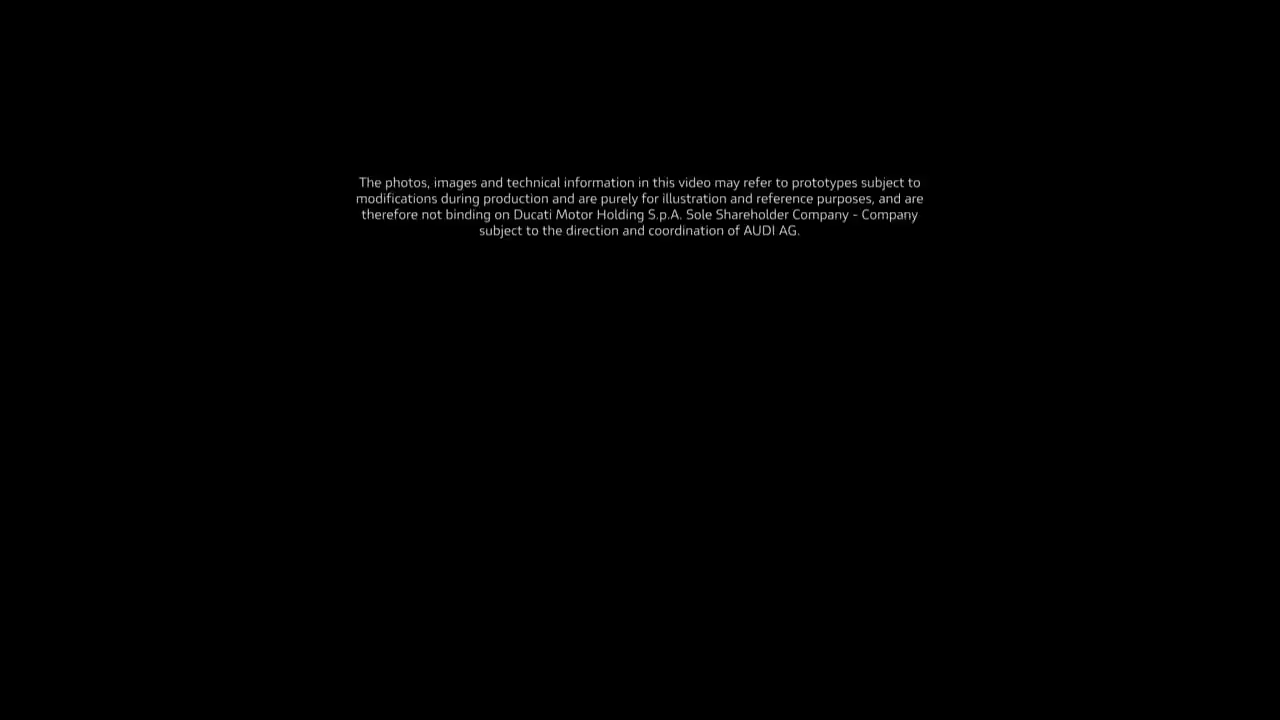 The photos, images and technical information in this video may refer to prototypes subject to
modifications during production and are purely for illustration and reference purposes, and are
therefore not binding on Ducati Motor Holding S.p.A. Sole Shareholder Company - Company
subject to the direction and coordination of AUDI AG.